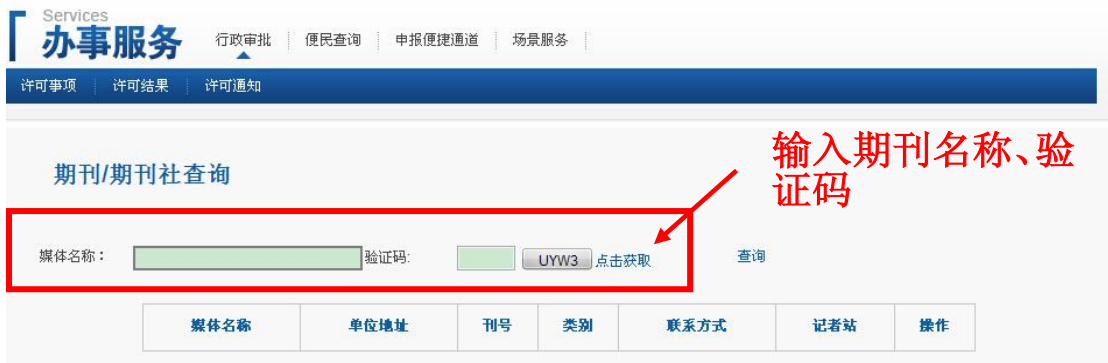 Services
办事服务 行政审批 便民查询 申报便捷通道 场景服务
许可事项 许可结果 许可通知
输入期刊名称、验
证码
期刊/期刊社查询
媒体名称： 验证码: UYW3 点击获取 查询
媒体名称 单位地址 刊号 类别 联系方式 记者站 操作